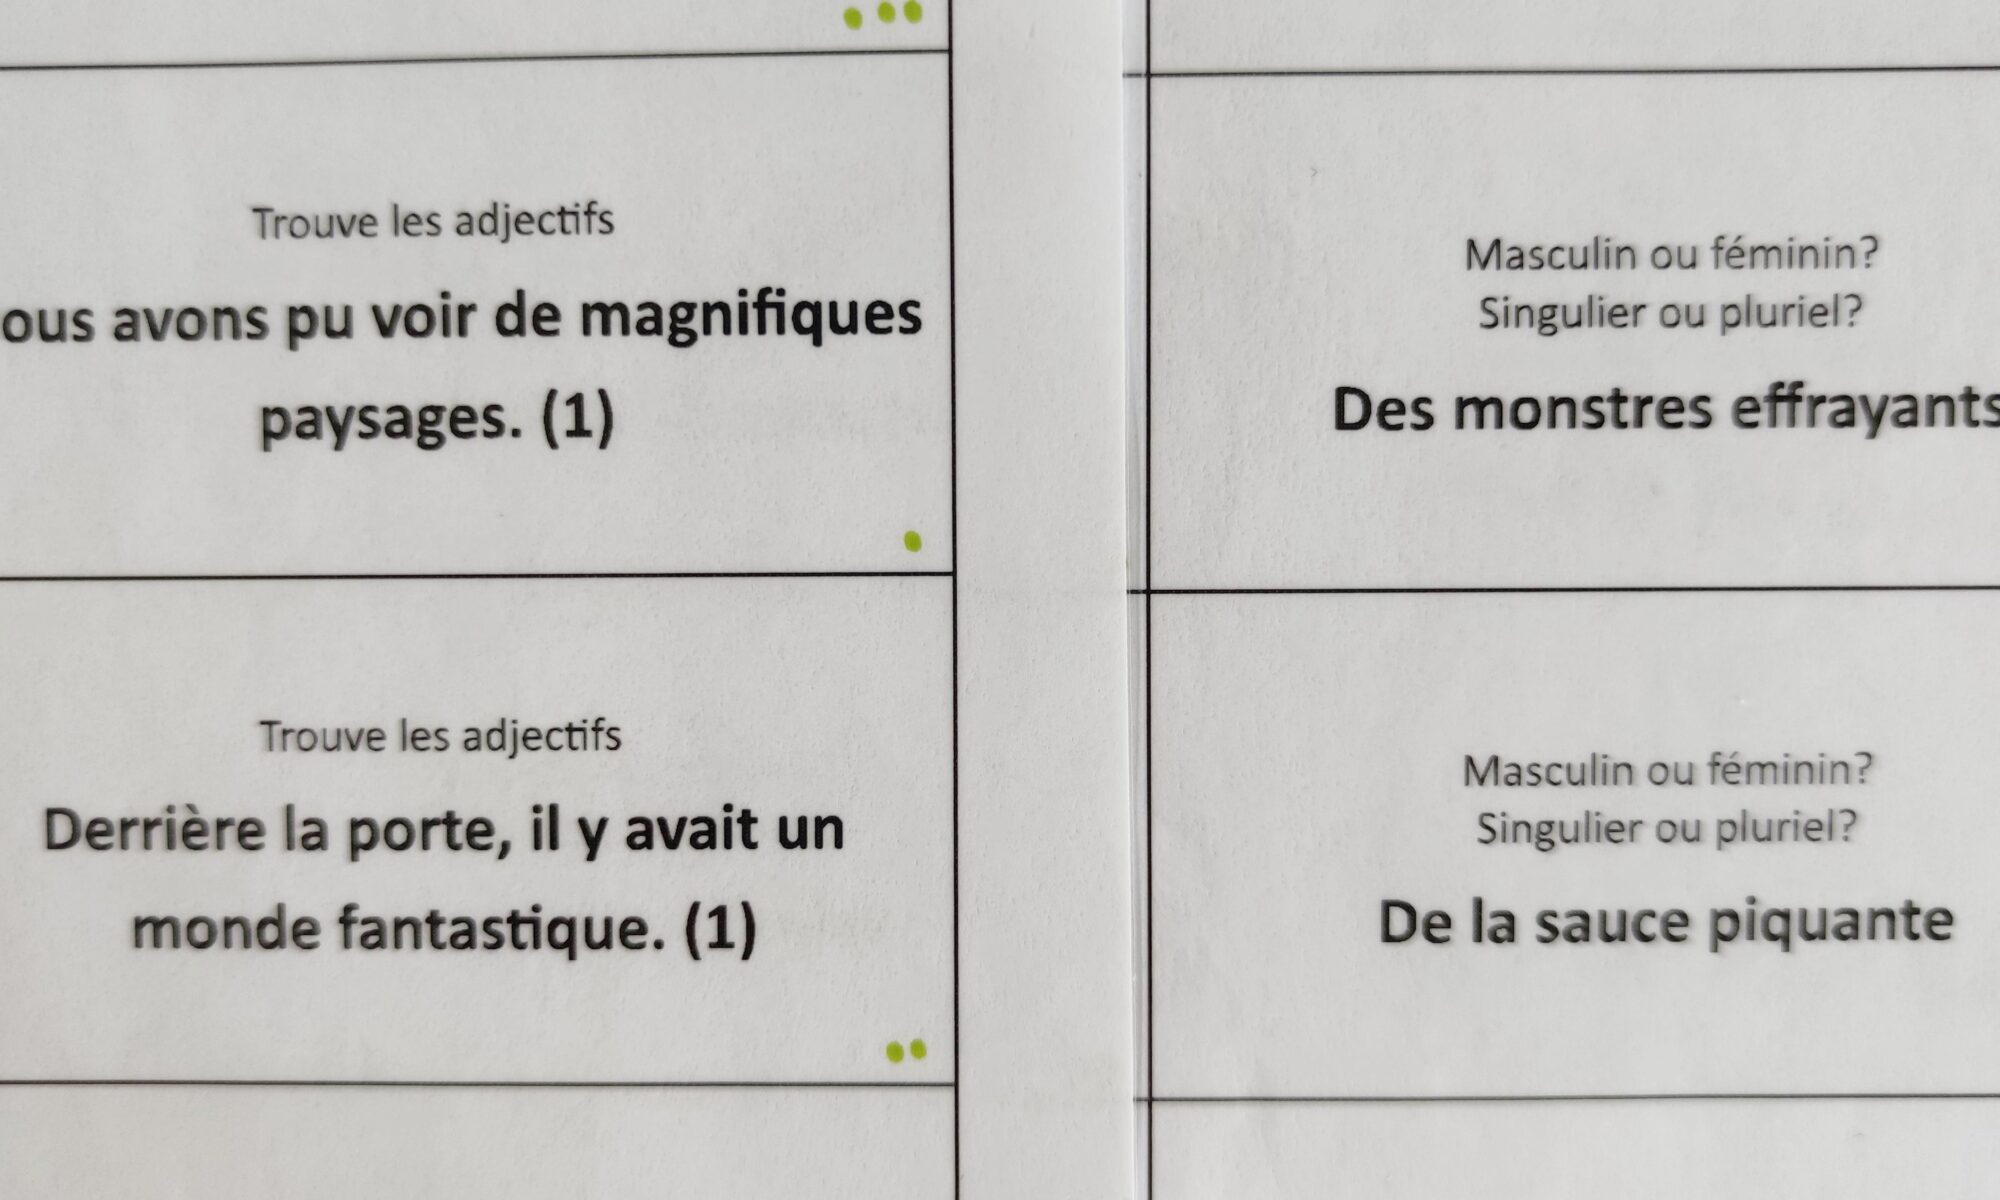 Trouve les adjectifs
ous avons pu voir de magnifiques
paysages. (1)
Trouve les adjectifs
Derrière la porte, il y avait un
monde fantastique. (1)
Masculin ou féminin?
Singulier ou pluriel?
Des monstres effrayants
Masculin ou féminin?
Singulier ou pluriel?
De la sauce piquante